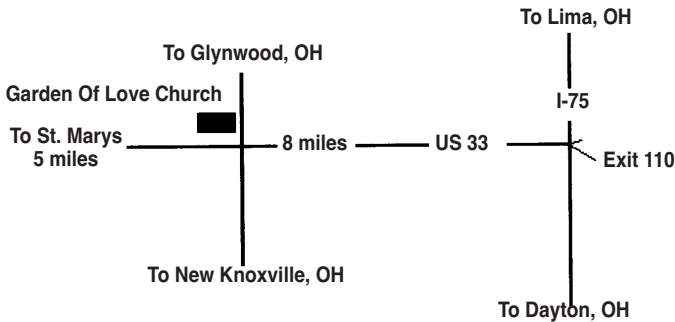 To Lima, OH
To Glynwood, OH
Garden Of Love Church
I-75
To St. Marys
5 miles
8 miles
US 33
Exit 110
To New Knoxville, OH
To Dayton, OH